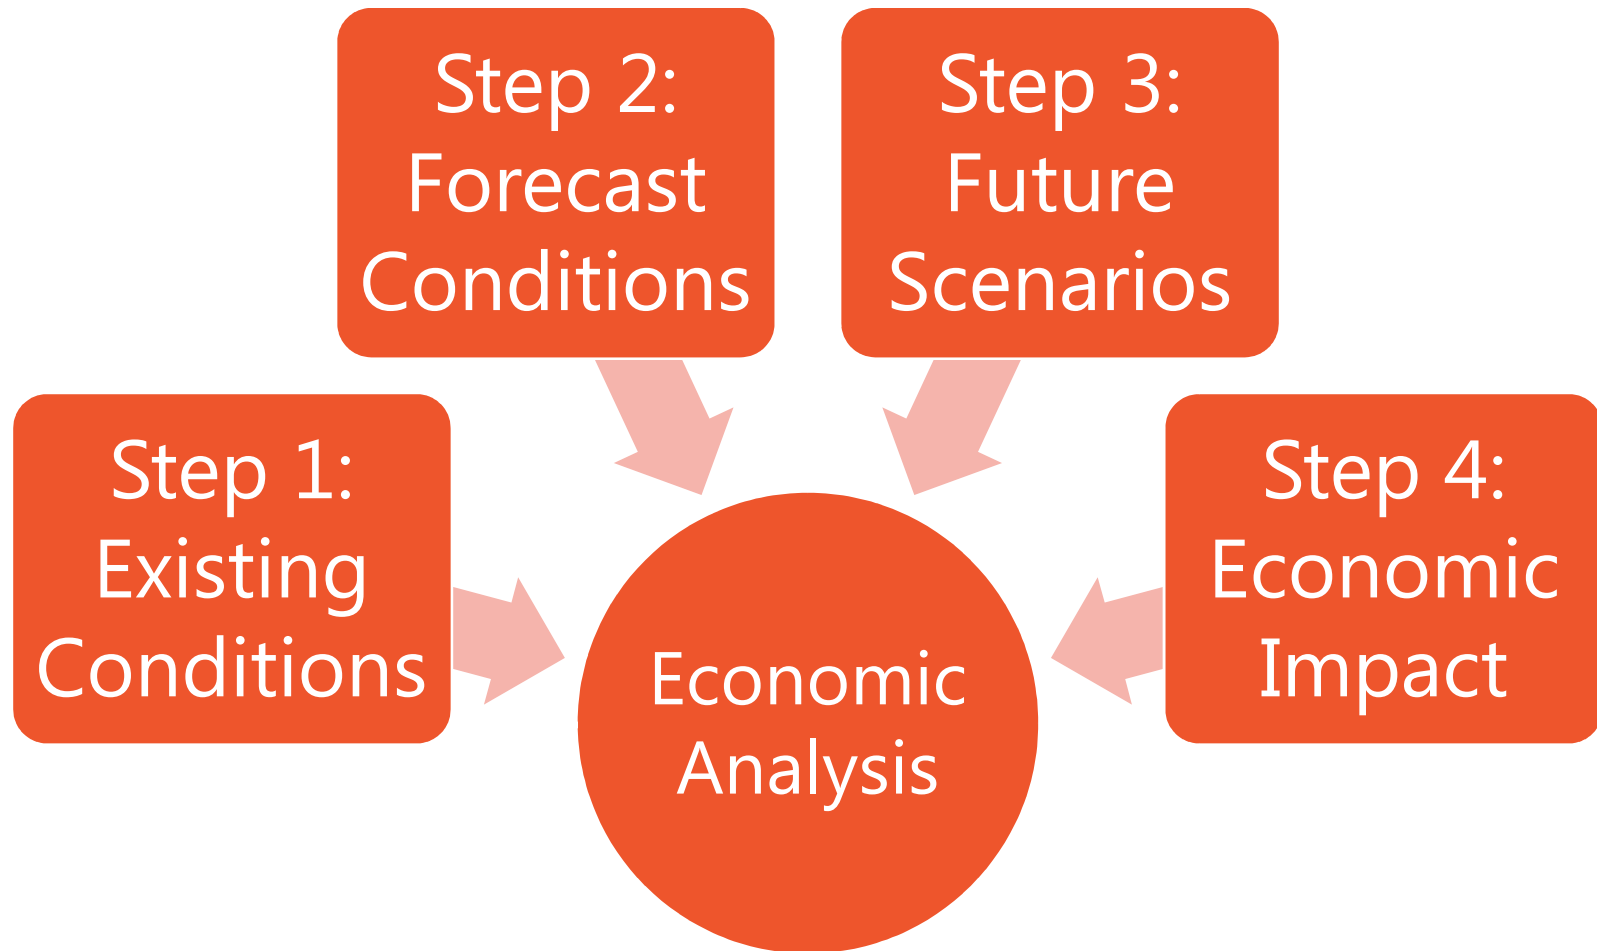 Step 1:
Existing
Conditions
Step 2:
Forecast
Conditions
Step 3:
Future
Scenarios
Step 4:
Economic
Impact
Economic
Analysis